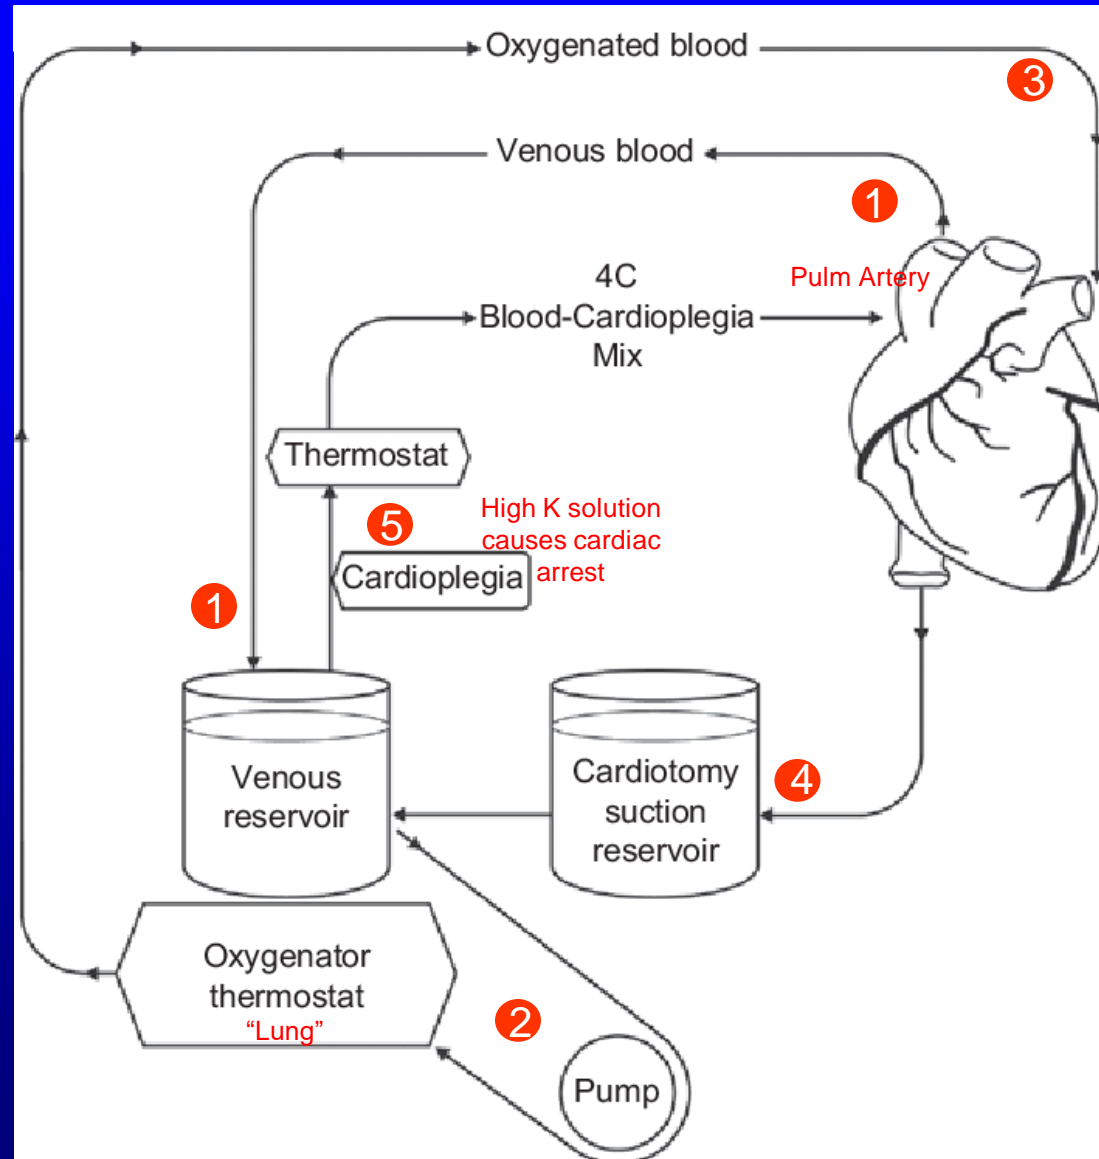 Oxygenated blood
3
Venous blood
1
Pulm Artery
4C
Blood-Cardioplegia
Mix
Thermostat
5
High K solution
causes cardiac
arrest
Cardioplegia
1
Venous
reservoir
Cardiotomy
suction
reservoir
4
Oxygenator
thermostat
“Lung”
2
Pump